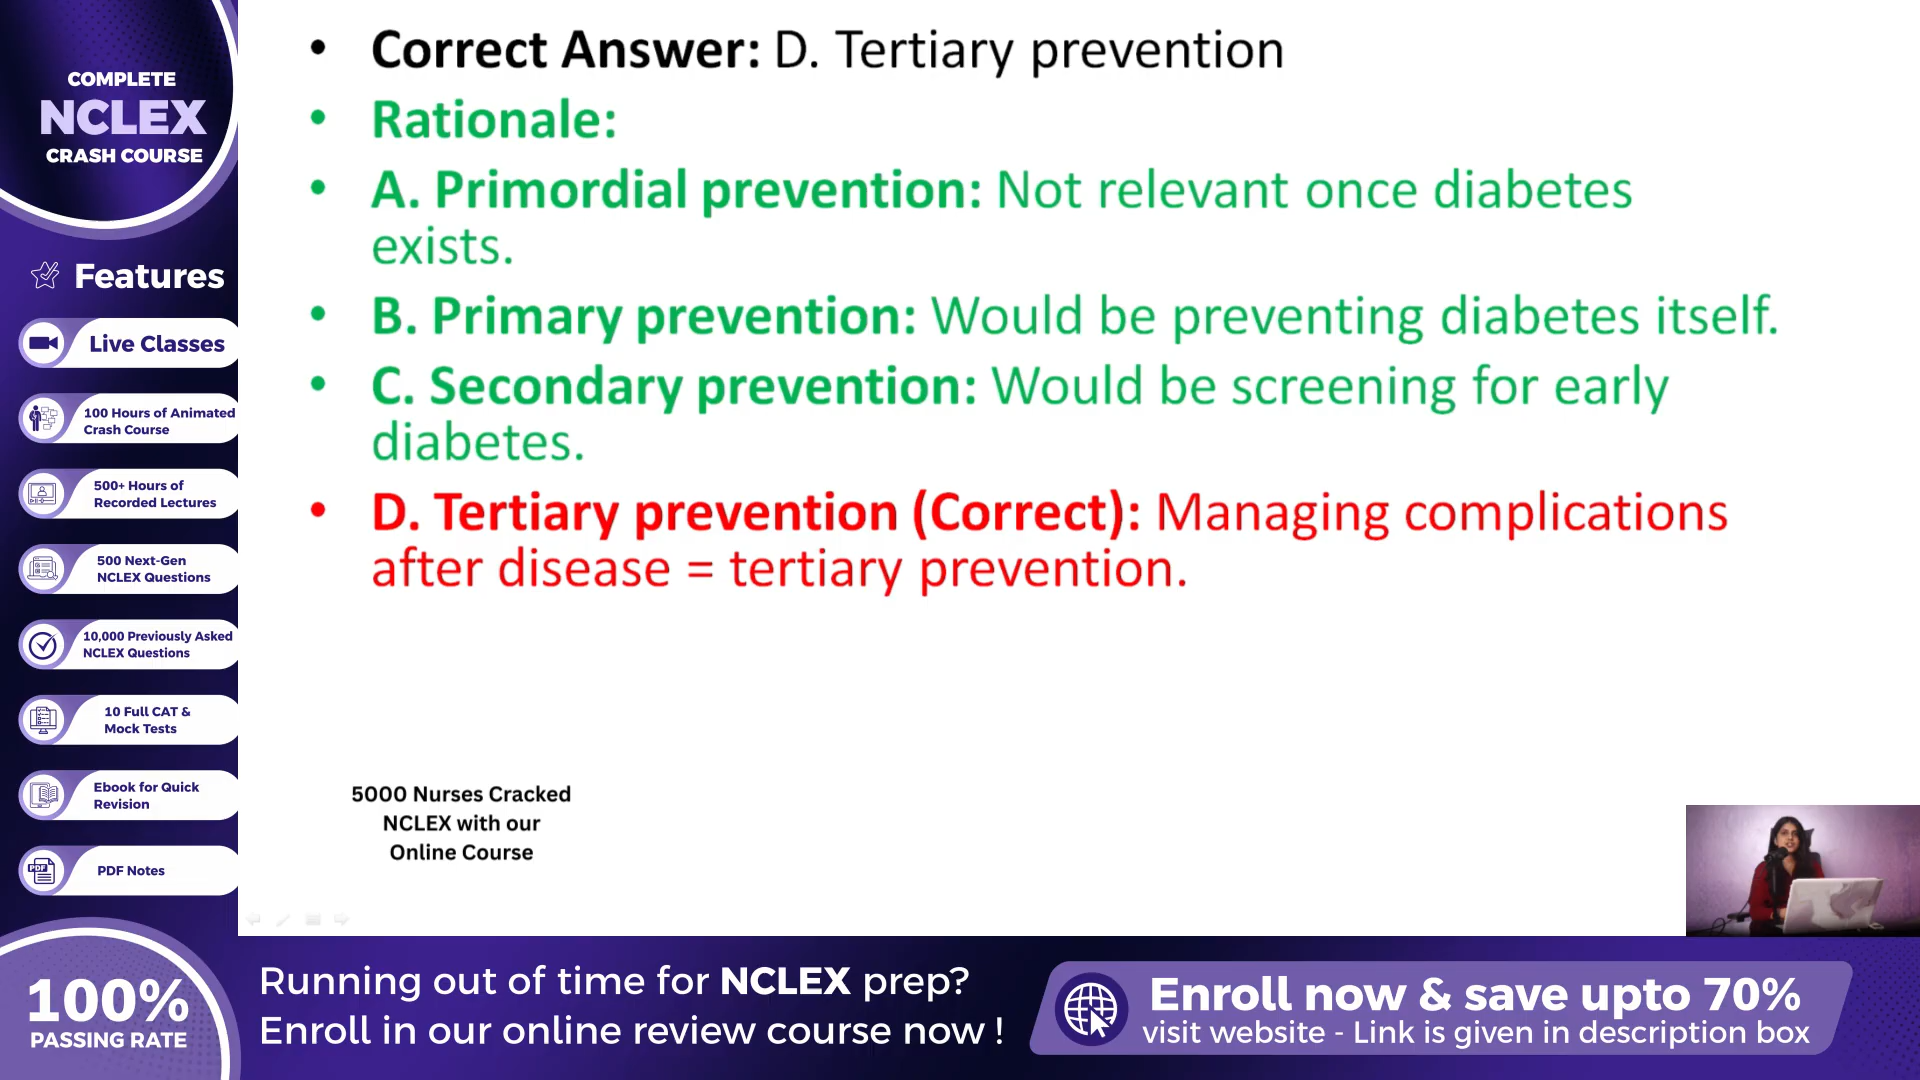 COMPLETE
NCLEX
CRASH COURSE
Features
Live Classes
100 Hours of Animated
Crash Course
500+ Hours of
Recorded Lectures
500 Next-Gen
NCLEX Questions
10,000 Previously Asked
NCLEX Questions
10 Full CAT &
Mock Tests
Ebook for Quick
Revision
PDF
PDF Notes
100%
PASSING RATE
• Correct Answer: D. Tertiary prevention
• Rationale:
• A. Primordial prevention: Not relevant once diabetes
exists.
• B. Primary prevention: Would be preventing diabetes itself.
• C. Secondary prevention: Would be screening for early
diabetes.
• D. Tertiary prevention (Correct): Managing complications
after disease = tertiary prevention.
5000 Nurses Cracked
NCLEX with our
Online Course
Running out of time for NCLEX prep?
Enroll in our online review course now !
Enroll now & save upto 70%
visit website - Link is given in description box